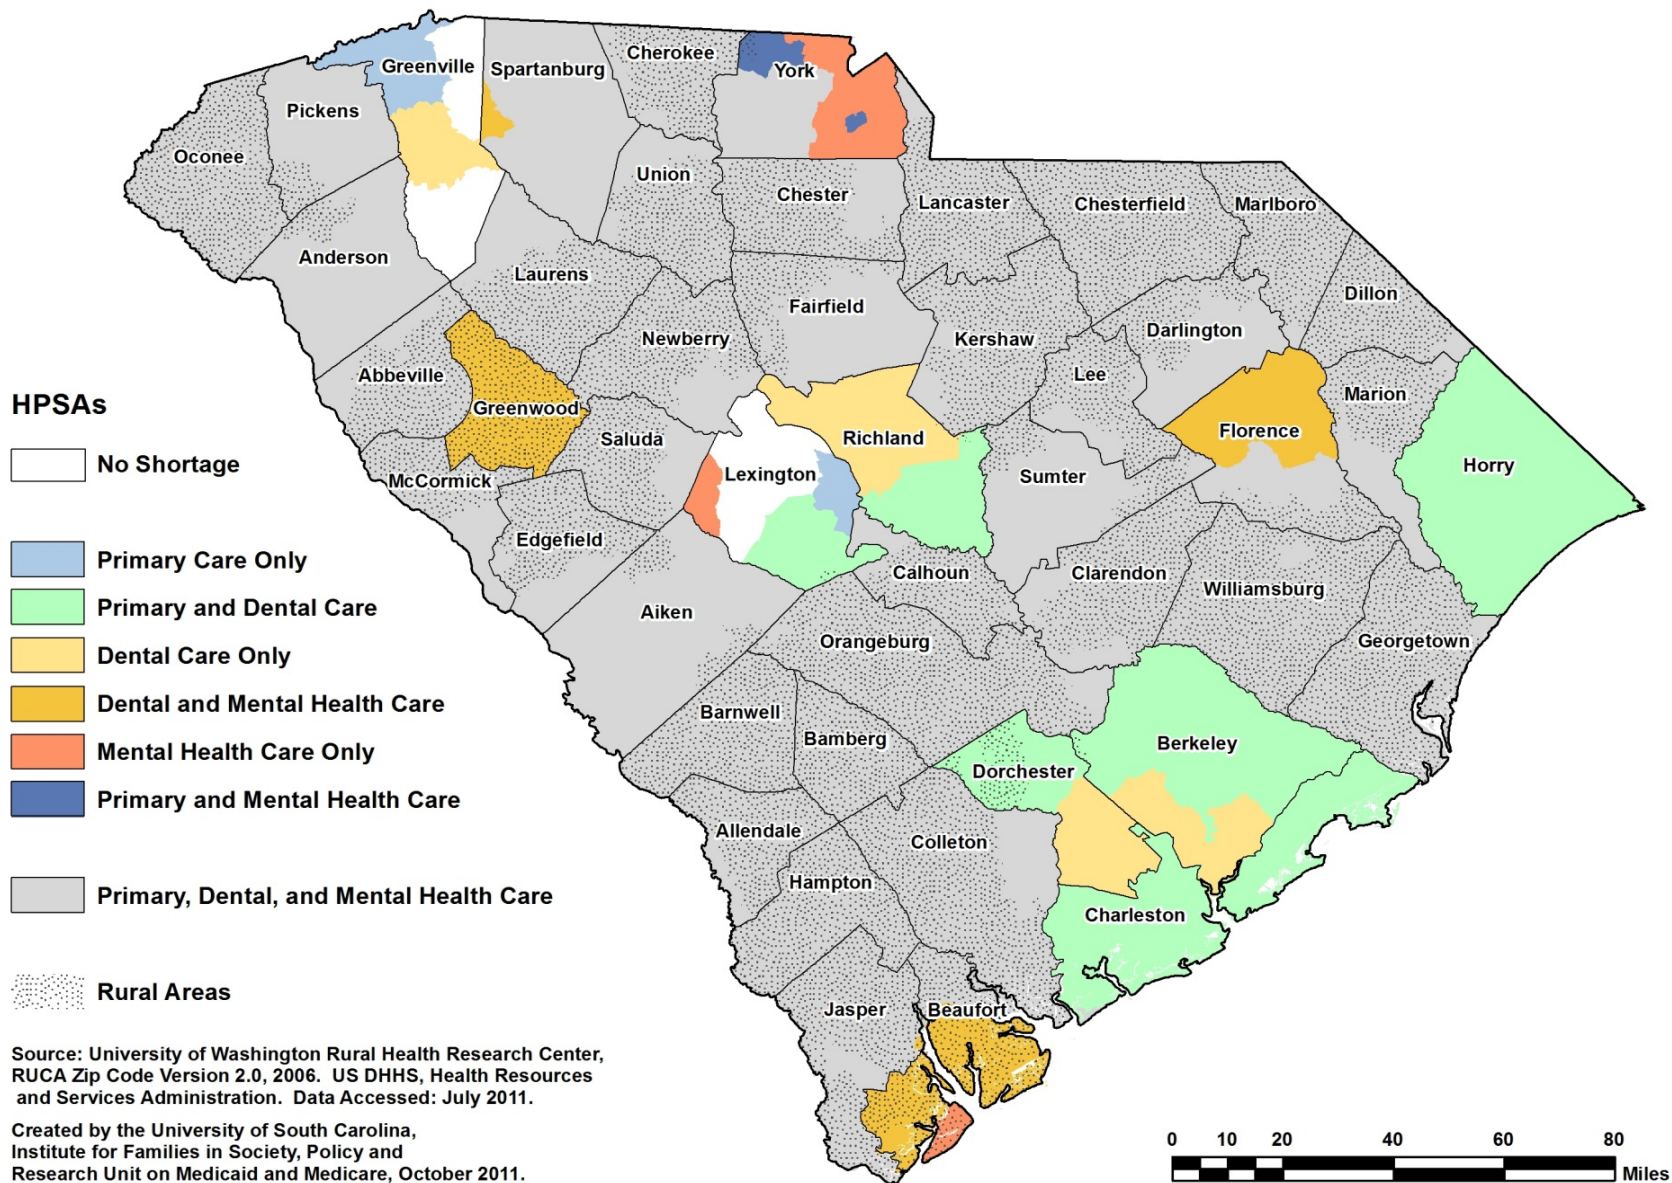 Cherokee
Greenville
Spartanburg
York
Pickens
Oconee
Union
Chester
Lancaster
Chesterfield
Marlboro
Anderson
Laurens
Fairfield
Dillon
Newberry
Kershaw
Darlington
Abbeville
Lee
Marion
Greenwood
Saluda
Richland
Florence
Lexington
Sumter
Horry
McCormick
Edgefield
Calhoun
Clarendon
Williamsburg
Aiken
Orangeburg
Georgetown
Barnwell
Bamberg
Berkeley
Dorchester
Allendale
Colleton
Hampton
Charleston
Jasper
Beaufort
HPSAs
No Shortage
Primary Care Only
Primary and Dental Care
Dental Care Only
Dental and Mental Health Care
Mental Health Care Only
Primary and Mental Health Care
Primary, Dental, and Mental Health Care
Rural Areas
Source: University of Washington Rural Health Research Center,
RUCA Zip Code Version 2.0, 2006. US DHHS, Health Resources
and Services Administration. Data Accessed: July 2011.
Created by the University of South Carolina,
Institute for Families in Society, Policy and
Research Unit on Medicaid and Medicare, October 2011.
0 10 20 40 60 80
Miles